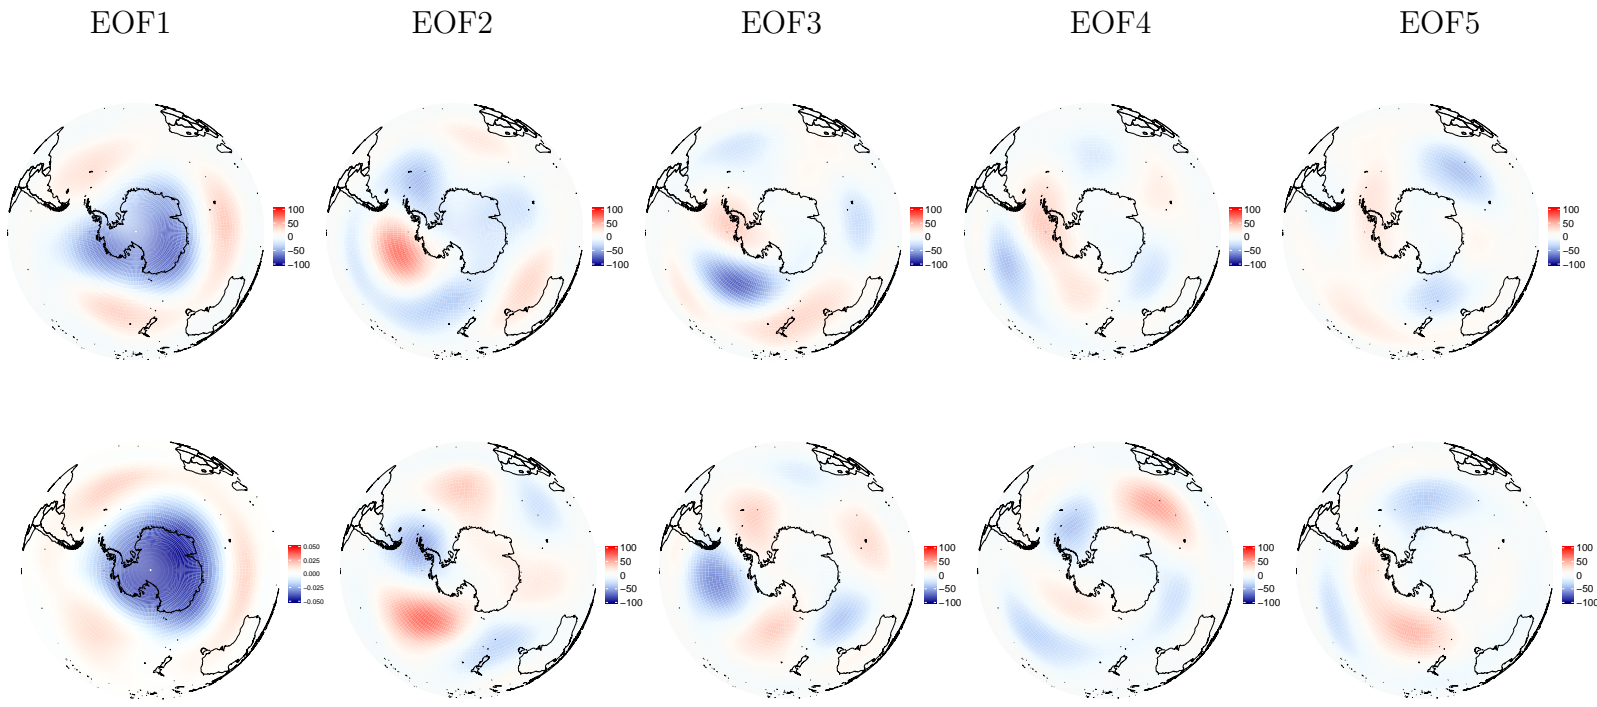 EOF1 EOF2 EOF3 EOF4 EOF5
100 100 100 100 100
50 50 50 50 50
0 0 0 0 0
−50 −50 −50 −50 −50
−100 −100 −100 −100 −100
0.050 100 100 100 100
0.025 50 50 50 50
0.000 0 0 0 0
−0.025 −50 −50 −50 −50
−0.050 −100 −100 −100 −100